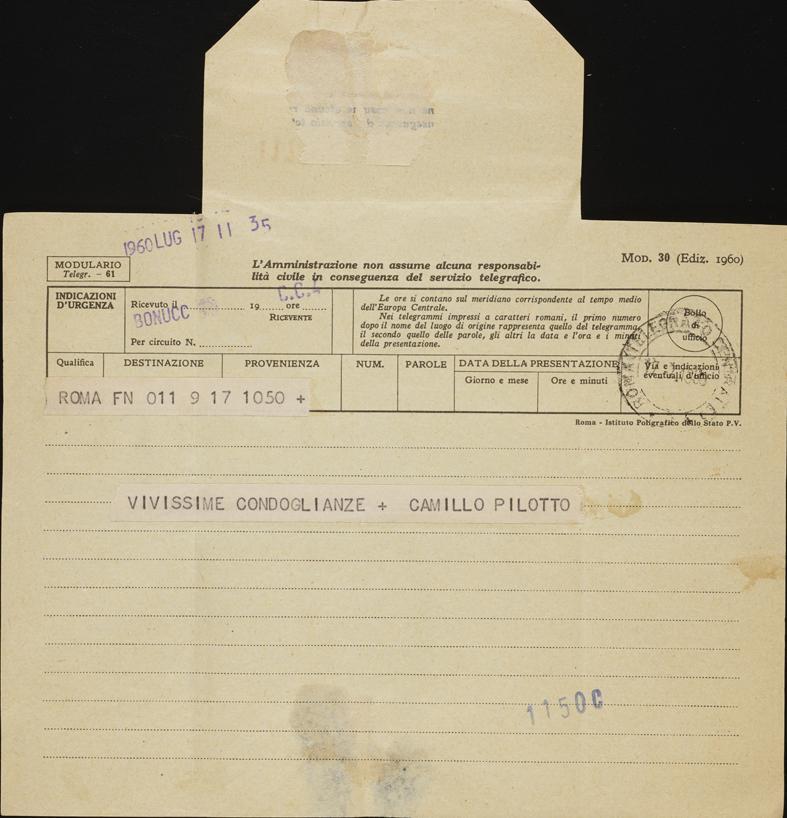 1960 LUG 17 11 35
MODULARIO
Telegr. - 61
L'Amministrazione non assume alcuna responsabi-
lità civile in conseguenza del servizio telegrafico.
MOD. 30 (Ediz. 1960)
INDICAZIONI
D'URGENZA
Ricevuto il 19 ore
BONUCC
RICEVENTE
Per circuito N.
Le ore si contano sul meridiano corrispondente al tempo medio
dell'Europa Centrale.
Nei telegrammi impressi a caratteri romani, il primo numero
dopo il nome del luogo di origine rappresenta quello del telegramma,
il secondo quello delle parole, gli altri la data e l'ora e i minuti
della presentazione.
Bollo
di
ufficio
Qualifica DESTINAZIONE PROVENIENZA NUM. PAROLE DATA DELLA PRESENTAZIONE
Giorno e mese Ore e minuti
Via e indicazioni
eventuali d'ufficio
ROMA FN 011 9 17 1050 +
Roma - Istituto Poligrafico dello Stato P.V.
VIVISSIME CONDOGLIANZE + CAMILLO PILOTTO